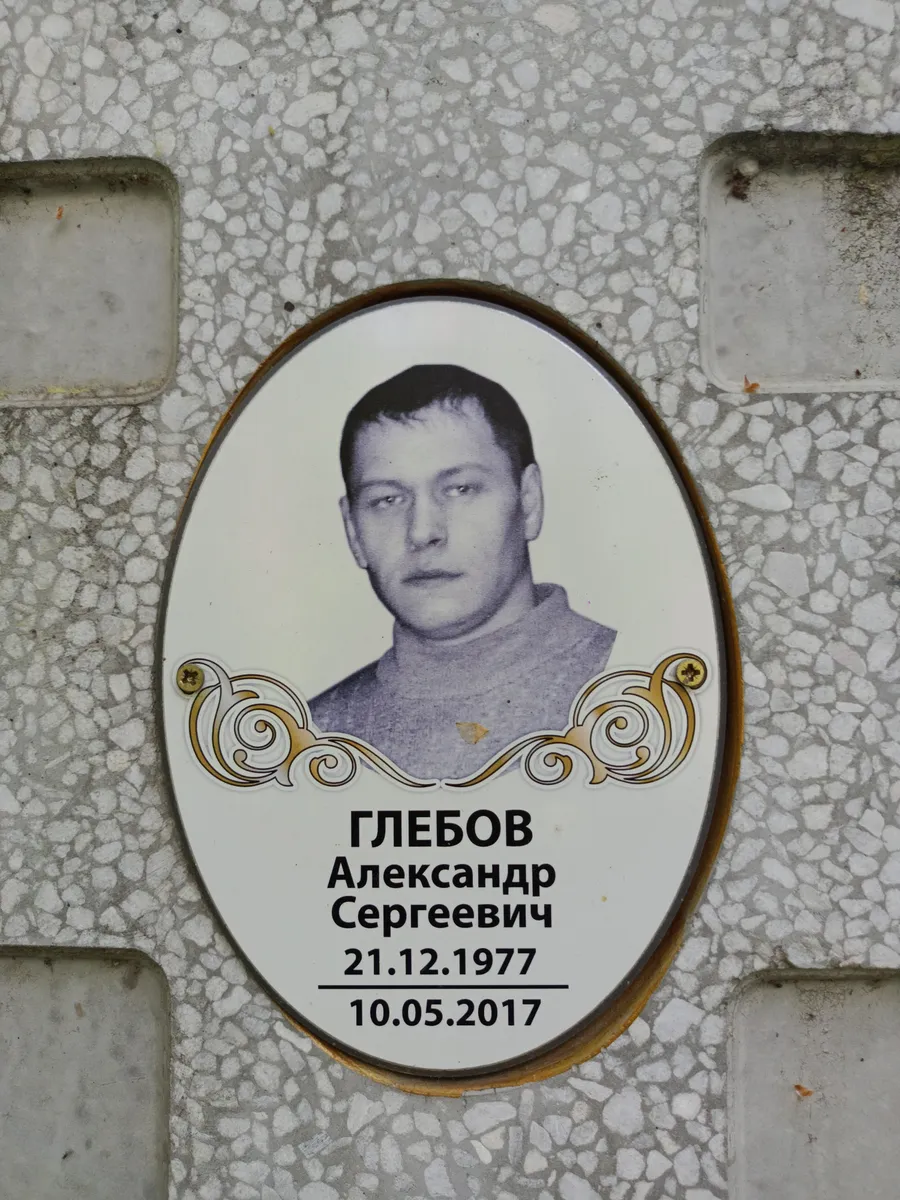 ГЛЕБОВ
Александр
Сергеевич
21.12.1977
10.05.2017